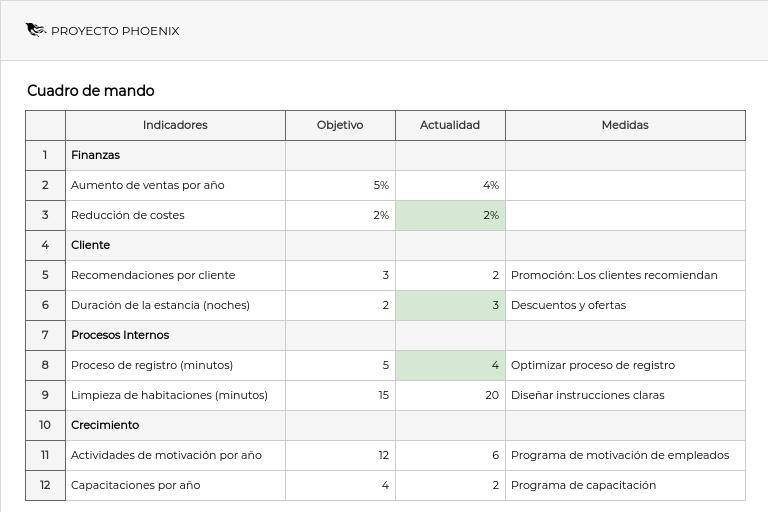 PROYECTO PHOENIX
Cuadro de mando
Indicadores Objetivo Actualidad Medidas
1 Finanzas
2 Aumento de ventas por año 5% 4%
3 Reducción de costes 2% 2%
4 Cliente
5 Recomendaciones por cliente 3 2 Promoción: Los clientes recomiendan
6 Duración de la estancia (noches) 2 3 Descuentos y ofertas
7 Procesos Internos
8 Proceso de registro (minutos) 5 4 Optimizar proceso de registro
9 Limpieza de habitaciones (minutos) 15 20 Diseñar instrucciones claras
10 Crecimiento
11 Actividades de motivación por año 12 6 Programa de motivación de empleados
12 Capacitaciones por año 4 2 Programa de capacitación